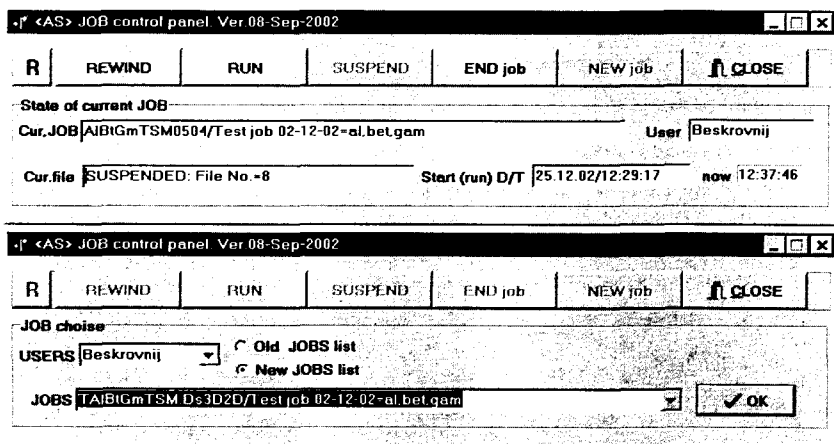 <AS> JOB control panel. Ver.08-Sep-2002
R REWIND RUN SUSPEND END job NEW job CLOSE
State of current JOB
Cur.JOB AlBtGmTSM0504/Test job 02-12-02=al,bet,gam User Beskrovnij
Cur.file SUSPENDED: File No.=8 Start (run) D/T 25.12.02/12:29:17 now 12:37:46
<AS> JOB control panel. Ver.08-Sep-2002
R REWIND RUN SUSPEND END job NEW job CLOSE
JOB choise
USERS Beskrovnij Old JOBS list
New JOBS list
JOBS TAlBtGmTSM Ds3D2D/Test job 02-12-02=al,bet,gam OK